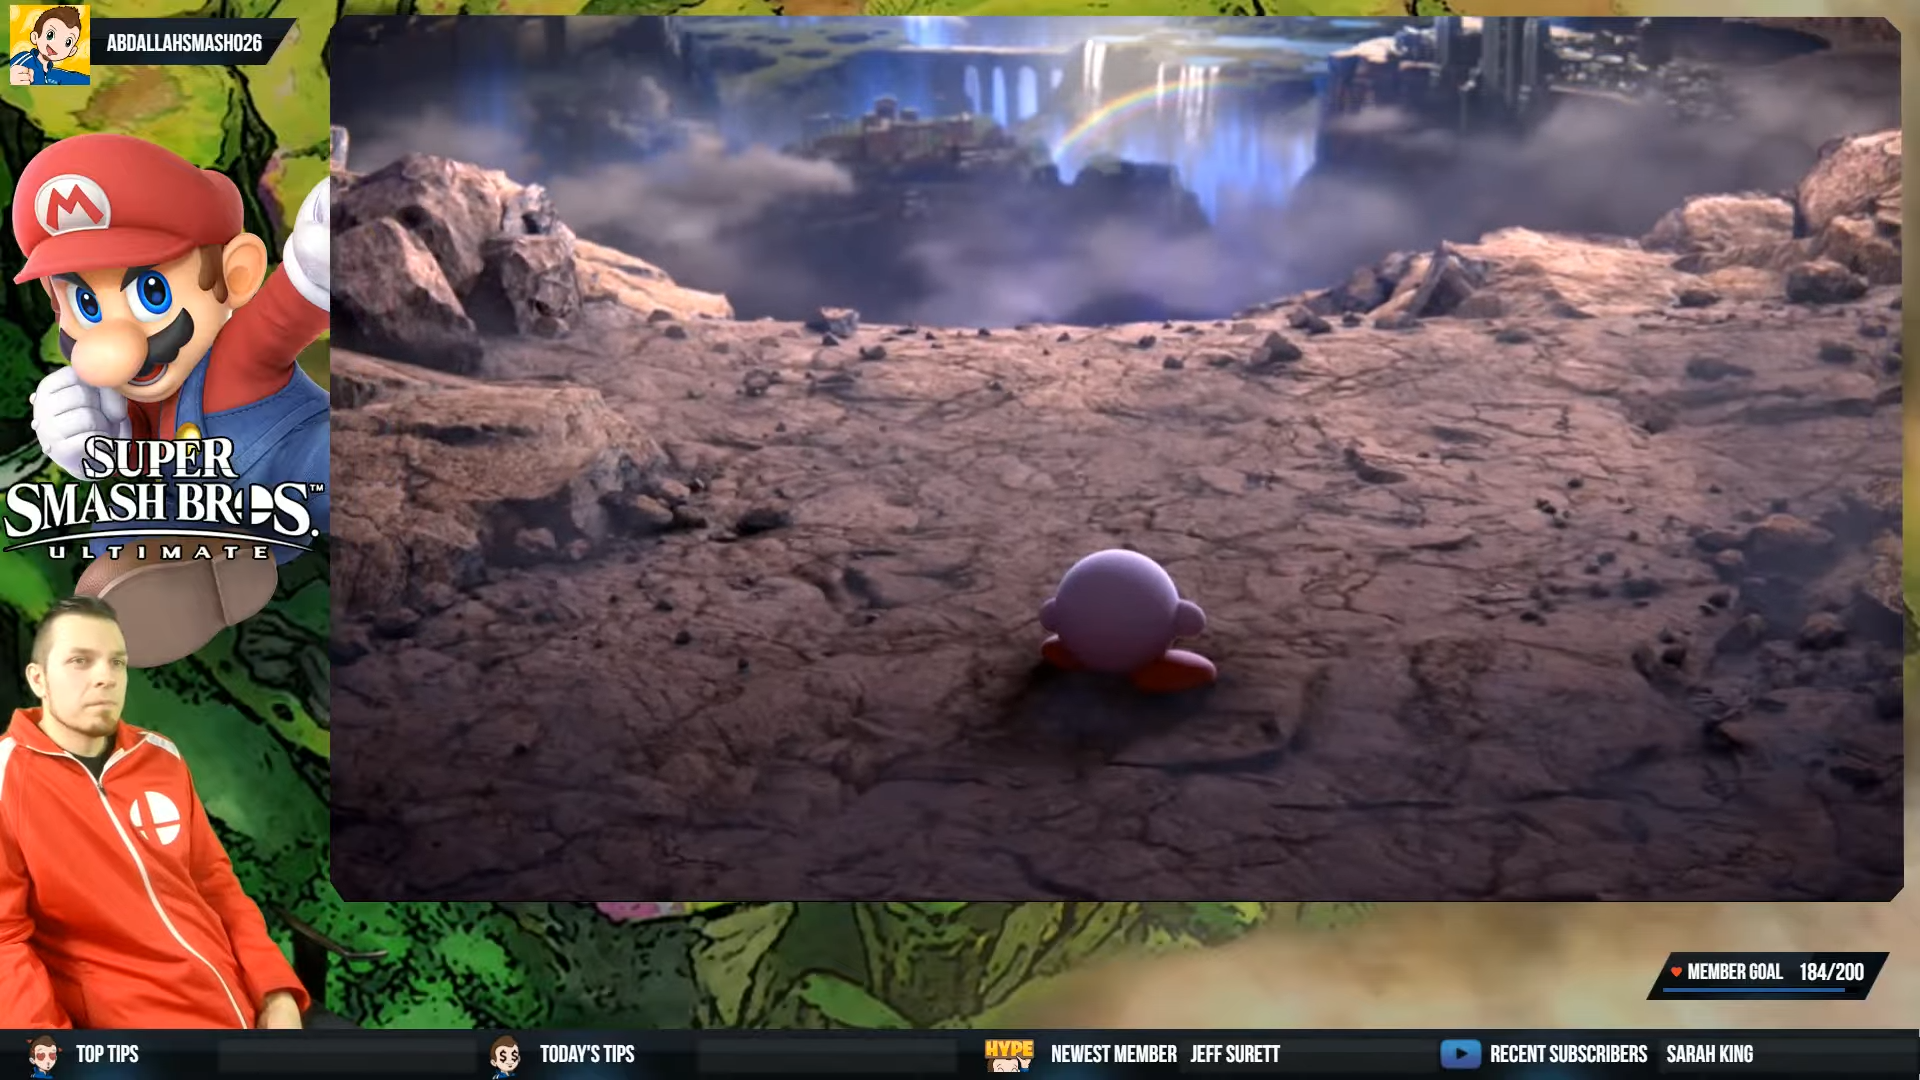 ABDALLAHSMASH026
M
SUPER
SMASH BROS.™
ULTIMATE
MEMBER GOAL 184/200
TOP TIPS
TODAY'S TIPS
HYPE
NEWEST MEMBER JEFF SURETT
RECENT SUBSCRIBERS SARAH KING